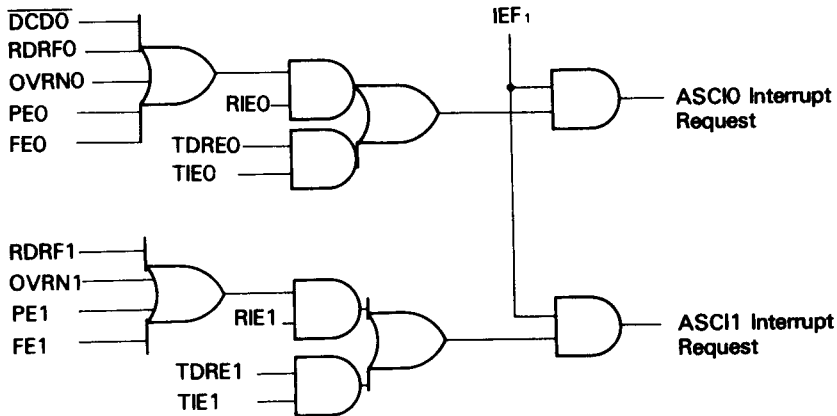 IEF1
DCD0
RDRF0
OVRN0
PE0
FE0
RIE0
TDRE0
TIE0
ASCI0 Interrupt
Request
RDRF1
OVRN1
PE1
FE1
RIE1
TDRE1
TIE1
ASCI1 Interrupt
Request